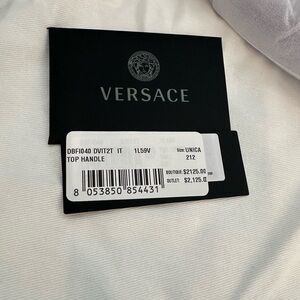 VERSACE
DBFI040 DVIT2T IT 1L59V
TOP HANDLE
Size: UNICA
212
BOUTIQUE: $2125.00
OUTLET: $2,125.0
8 053850 854431